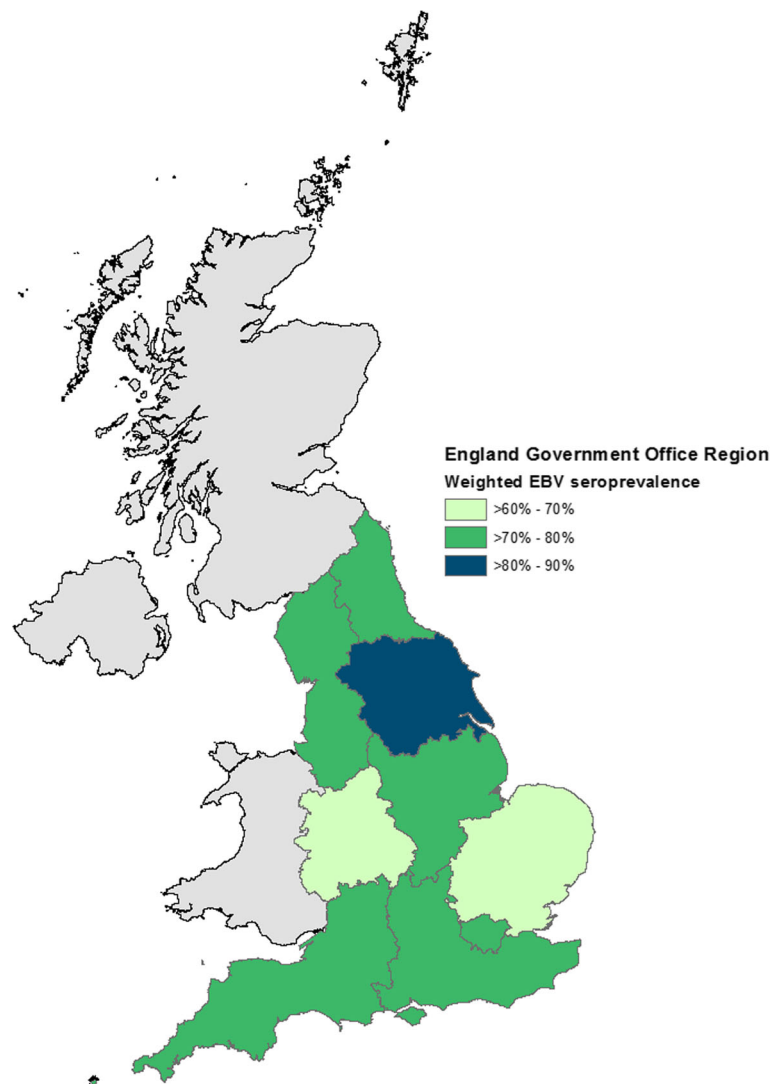 England Government Office Region
Weighted EBV seroprevalence
>60% - 70%
>70% - 80%
>80% - 90%